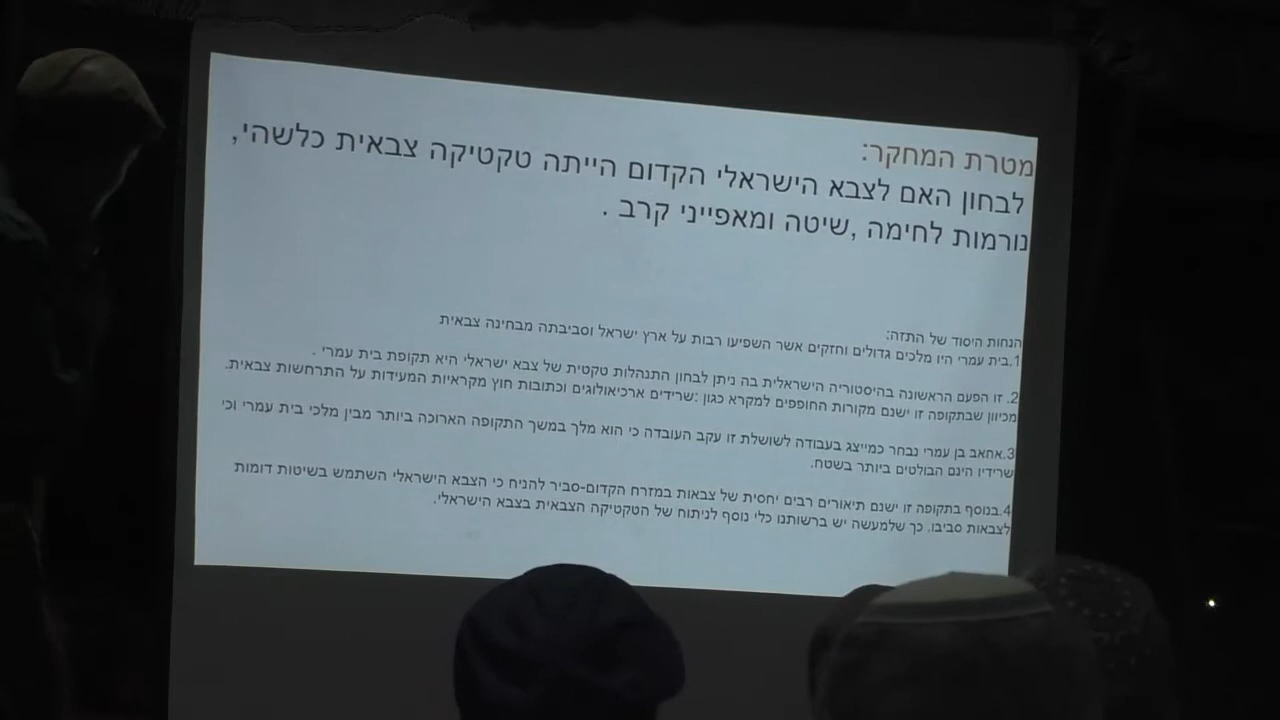 מטרת המחקר:
לבחון האם לצבא הישראלי הקדום הייתה טקטיקה צבאית כלשהי,
נורמות לחימה ,שיטה ומאפייני קרב .
הנחות היסוד של התזה:
1.בית עמרי היו מלכים גדולים וחזקים אשר השפיעו רבות על ארץ ישראל וסביבתה מבחינה צבאית
2. זו הפעם הראשונה בהיסטוריה הישראלית בה ניתן לבחון התנהלות טקטית של צבא ישראלי היא תקופת בית עמרי .
מכיוון שבתקופה זו ישנם מקורות החופפים למקרא כגון :שרידים ארכיאולוגים וכתובות חוץ מקראיות המעידות על התרחשות צבאית.
3.אחאב בן עמרי נבחר כמייצג בעבודה לשושלת זו עקב העובדה כי הוא מלך במשך התקופה הארוכה ביותר מבין מלכי בית עמרי וכי
שרידיו הינם הבולטים ביותר בשטח.
4.בנוסף בתקופה זו ישנם תיאורים רבים יחסית של צבאות במזרח הקדום-סביר להניח כי הצבא הישראלי השתמש בשיטות דומות
לצבאות סביבו. כך שלמעשה יש ברשותנו כלי נוסף לניתוח של הטקטיקה הצבאית בצבא הישראלי.